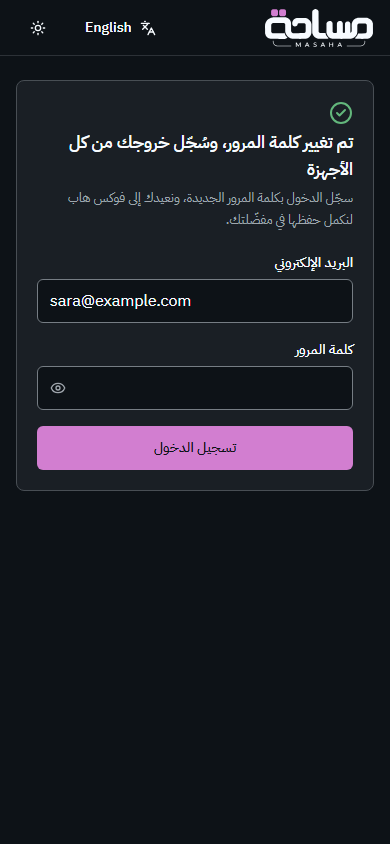 مساحة
MASAHA
English
تم تغيير كلمة المرور، وسُجّل خروجك من كل
الأجهزة
سجّل الدخول بكلمة المرور الجديدة، ونعيدك إلى فوكس هاب
لنكمل حفظها في مفضّلتك.
البريد الإلكتروني
sara@example.com
كلمة المرور
تسجيل الدخول